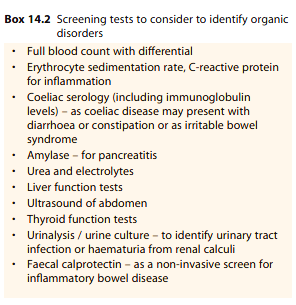 Box 14.2 Screening tests to consider to identify organic
disorders
• Full blood count with differential
• Erythrocyte sedimentation rate, C-reactive protein
for inflammation
• Coeliac serology (including immunoglobulin
levels) – as coeliac disease may present with
diarrhoea or constipation or as irritable bowel
syndrome
• Amylase – for pancreatitis
• Urea and electrolytes
• Liver function tests
• Ultrasound of abdomen
• Thyroid function tests
• Urinalysis / urine culture – to identify urinary tract
infection or haematuria from renal calculi
• Faecal calprotectin – as a non-invasive screen for
inflammatory bowel disease